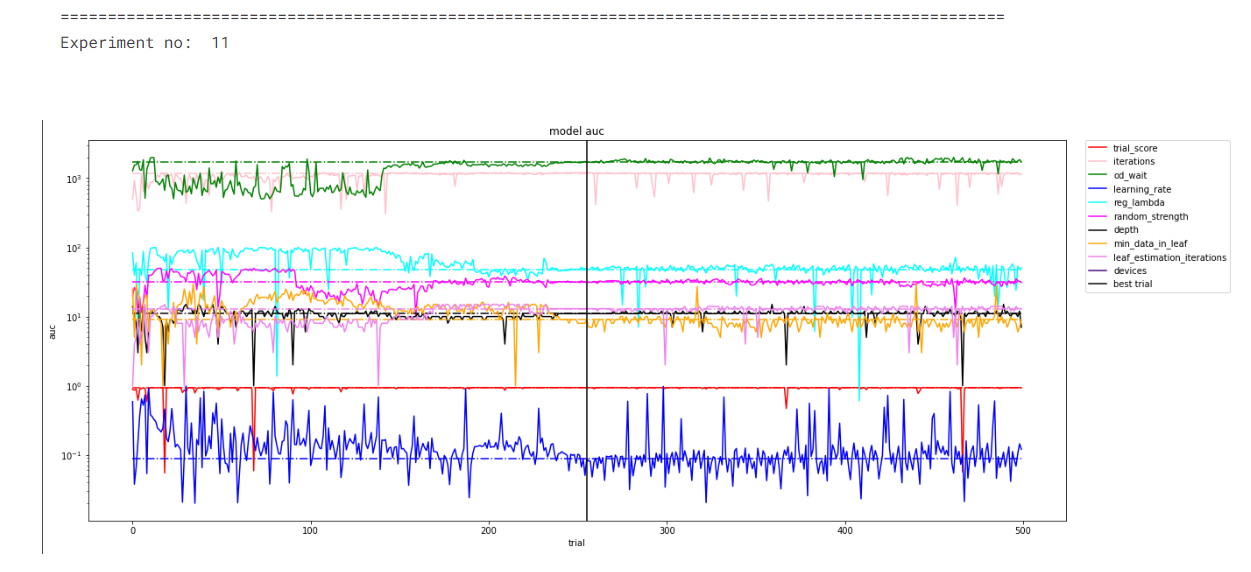 ====================================================================================================
Experiment no:  11
model auc
auc
10³
10²
10¹
10⁰
10⁻¹
0
100
200
300
400
500
trial
trial_score
iterations
od_wait
learning_rate
reg_lambda
random_strength
depth
min_data_in_leaf
leaf_estimation_iterations
devices
best trial